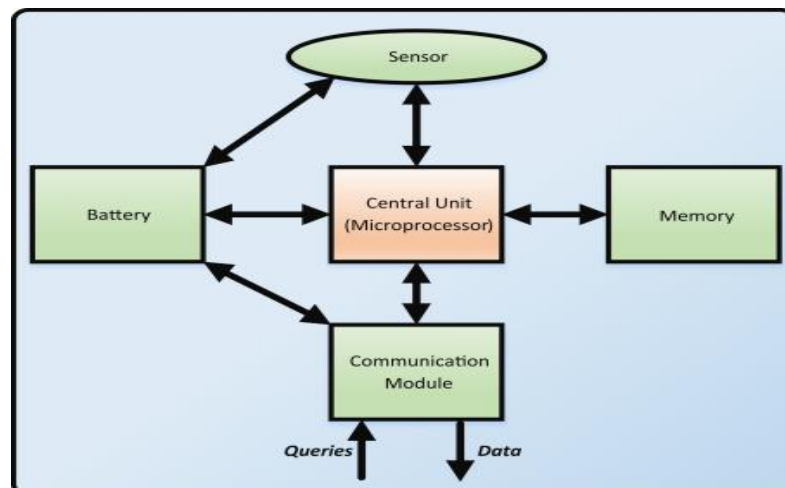 Sensor
Battery
Central Unit
(Microprocessor)
Memory
Communication
Module
Queries
Data